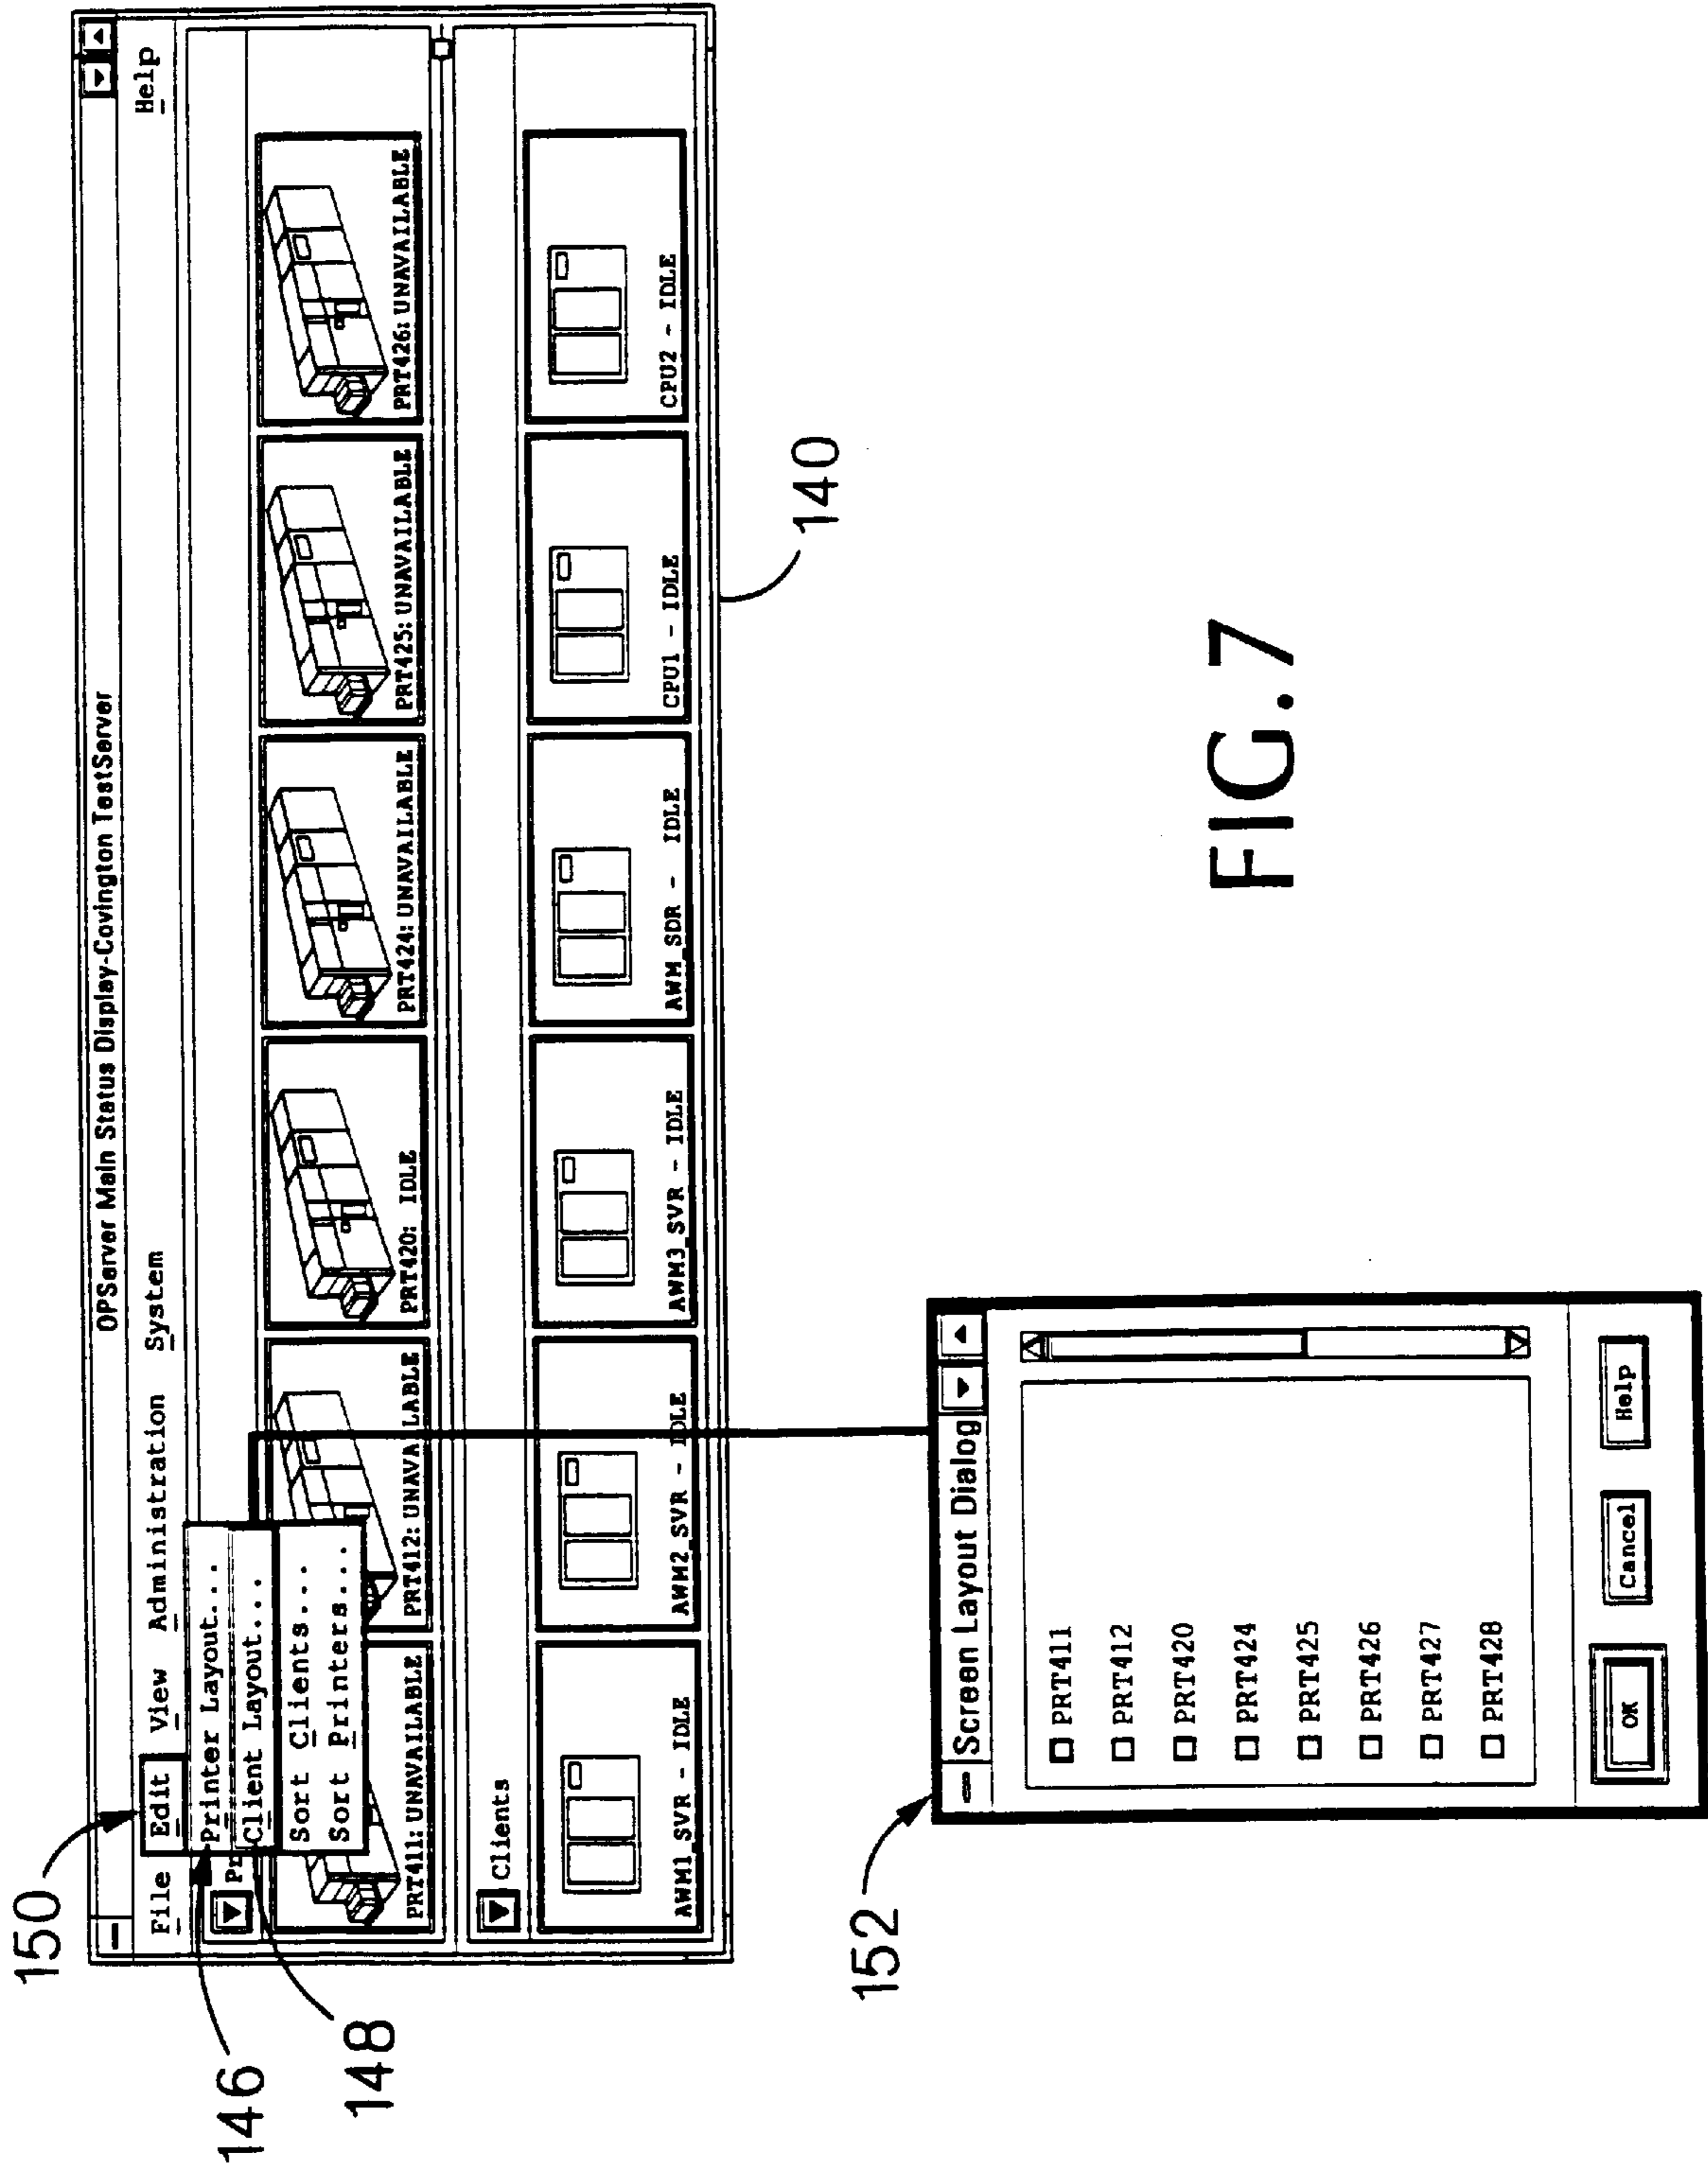 150
OPServer Main Status Display-Covington TestServer
File Edit View Administration System Help
146
Printer Layout...
Client Layout...
Sort Clients...
Sort Printers...
148
PRT411: UNAVAILABLE PRT412: UNAVAILABLE PRT420: IDLE PRT424: UNAVAILABLE PRT425: UNAVAILABLE PRT426: UNAVAILABLE
Clients
AWM1_SVR - IDLE AWM2_SVR - IDLE AWM3_SVR - IDLE AWM_SDR - IDLE CPU1 - IDLE CPU2 - IDLE
140
152
Screen Layout Dialog
PRT411
PRT412
PRT420
PRT424
PRT425
PRT426
PRT427
PRT428
OK Cancel Help
FIG.7